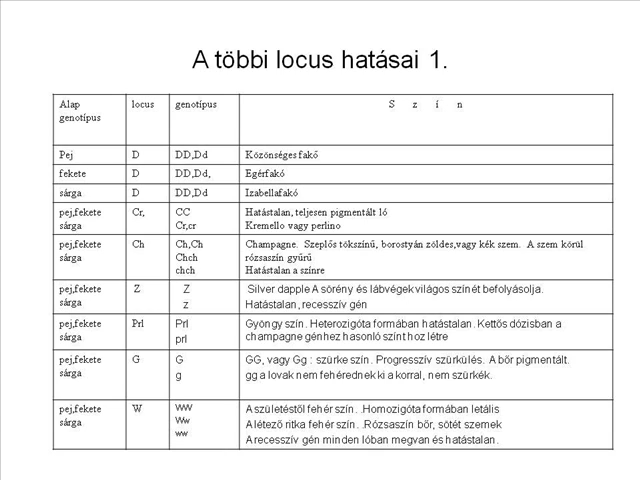 A többi locus hatásai 1.
Alap genotípus locus genotípus S z í n
Pej D DD,Dd Közönséges fakő
fekete D DD,Dd, Egérfakó
sárga D DD,Dd Izabellafakó
pej,fekete Cr, CC Hatástalan, teljesen pigmentált ló
sárga Cr,cr Kremello vagy perlino
pej,fekete Ch Ch,Ch Champagne. Szeplős tökszínű, borostyán zöldes,vagy kék szem. A szem körül
sárga Chch rózsaszín gyűrű
chch Hatástalan a színre
pej,fekete Z Z Silver dapple A sörény és lábvégek világos színét befolyásolja.
sárga z Hatástalan, recesszív gén
pej,fekete Prl Prl Gyöngy szín. Heterozigóta formában hatástalan. Kettős dózisban a
sárga prl champagne génhez hasonló színt hoz létre
pej,fekete G G GG, vagy Gg : szürke szín. Progresszív szürkülés. A bőr pigmentált.
sárga g gg a lovak nem fehérednek ki a korral, nem szürkék.
pej,fekete W WW A születéstől fehér szín. .Homozigóta formában letális
sárga Ww A létező ritka fehér szín. .Rózsaszín bőr, sötét szemek
ww A recesszív gén minden lóban megvan és hatástalan.